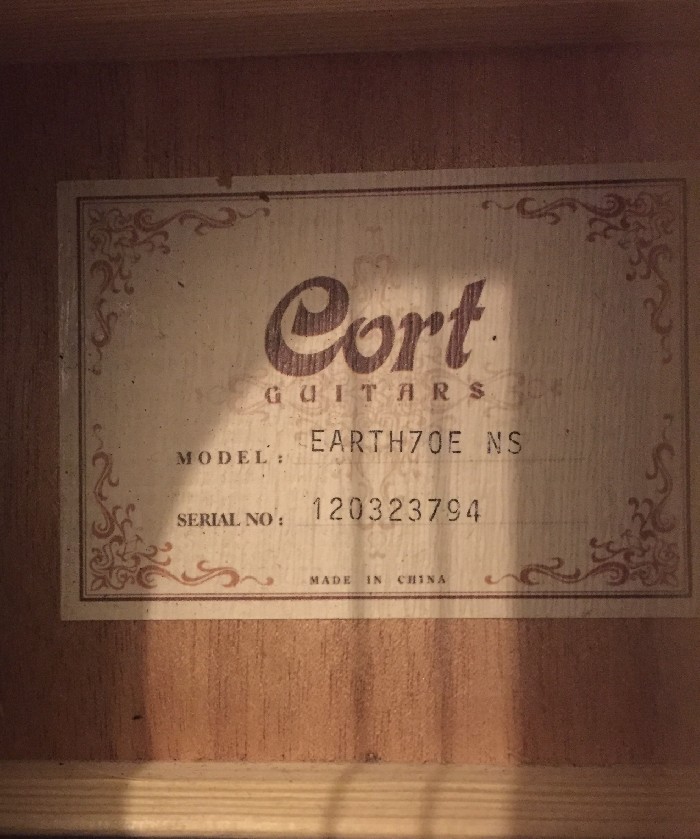 Cort
GUITARS
MODEL: EARTH70E NS
SERIAL NO: 120323794
MADE IN CHINA